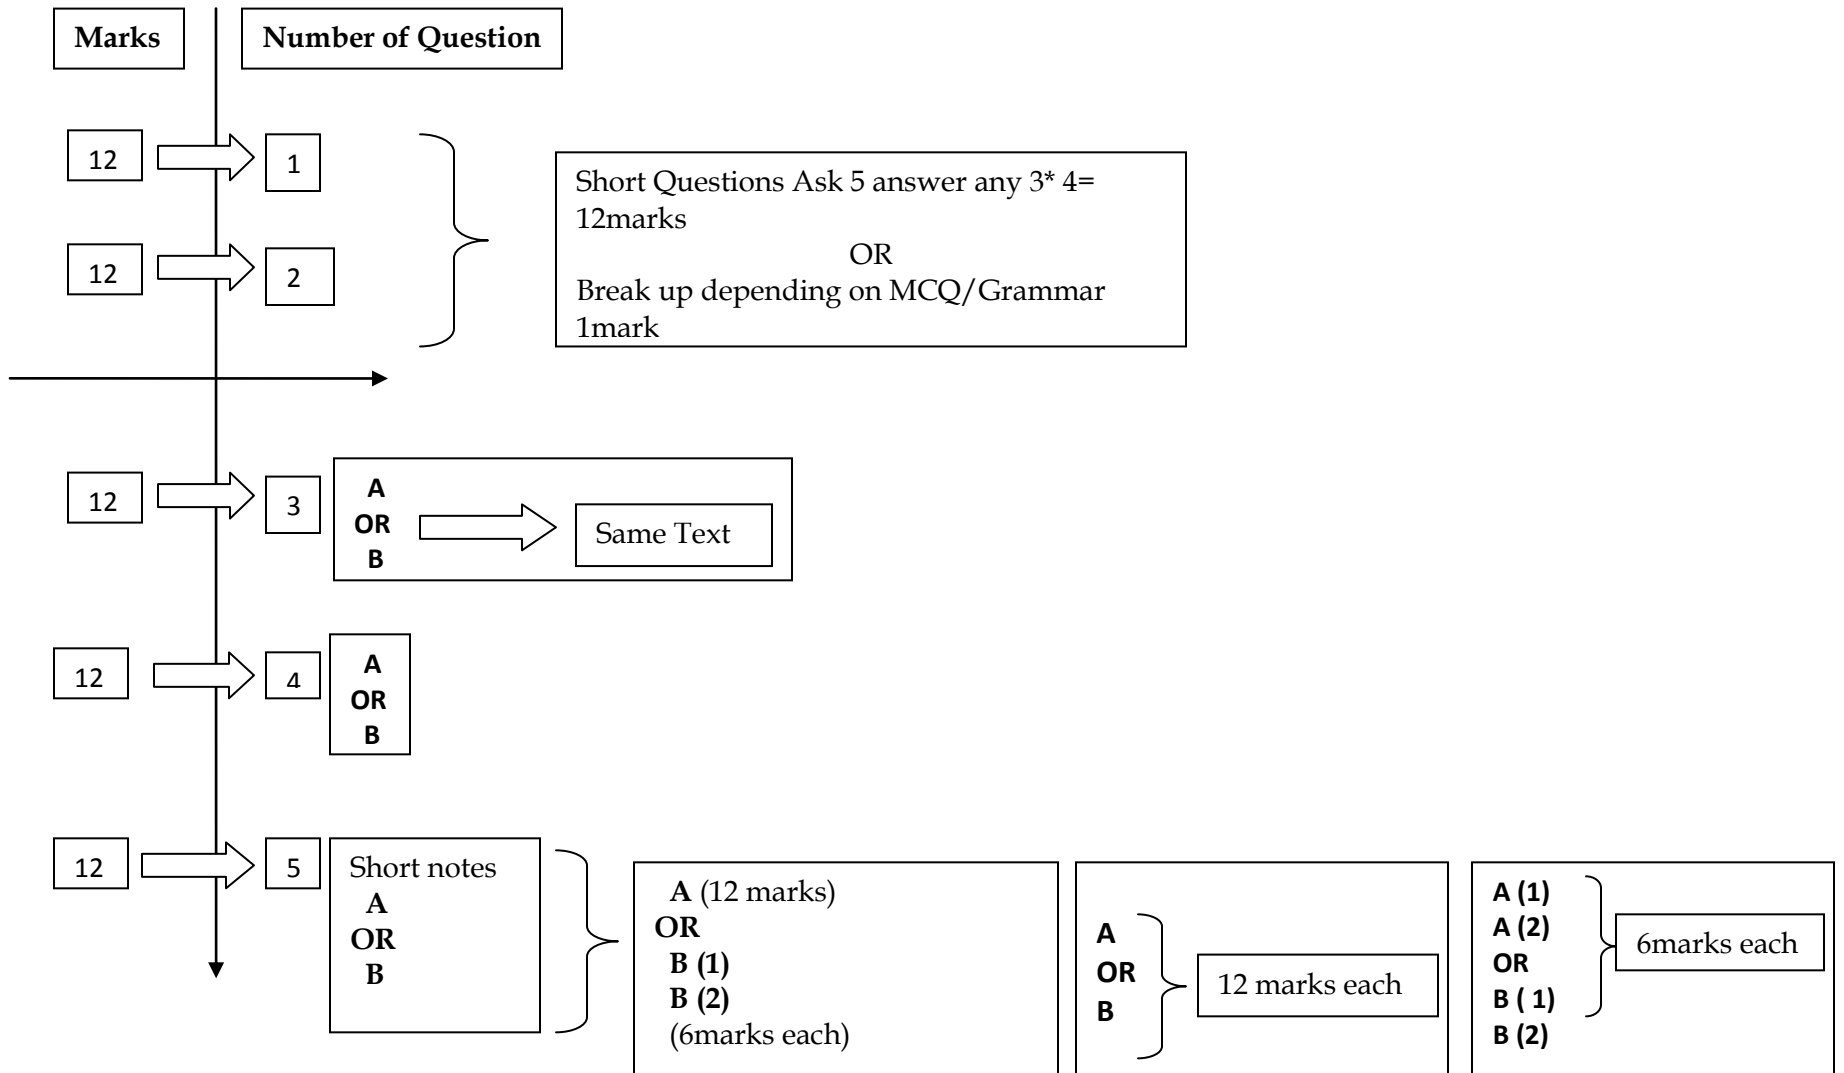 Marks
Number of Question
12
1
Short Questions Ask 5 answer any 3* 4=
12marks
OR
Break up depending on MCQ/Grammar
1mark
12
2
12
3
A
OR
B
Same Text
12
4
A
OR
B
12
5
Short notes
A
OR
B
A (12 marks)
OR
B (1)
B (2)
(6marks each)
A
OR
B
12 marks each
A (1)
A (2)
OR
B ( 1)
B (2)
6marks each